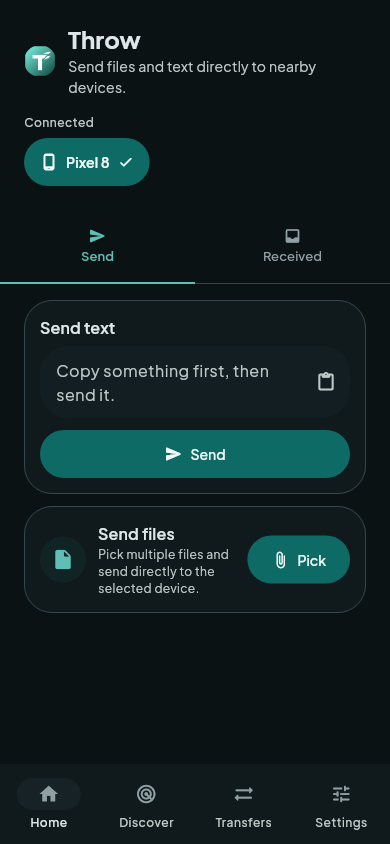 Throw
Send files and text directly to nearby
devices.
Connected
Pixel 8
Send
Received
Send text
Copy something first, then
send it.
Send
Send files
Pick multiple files and
send directly to the
selected device.
Pick
Home
Discover
Transfers
Settings